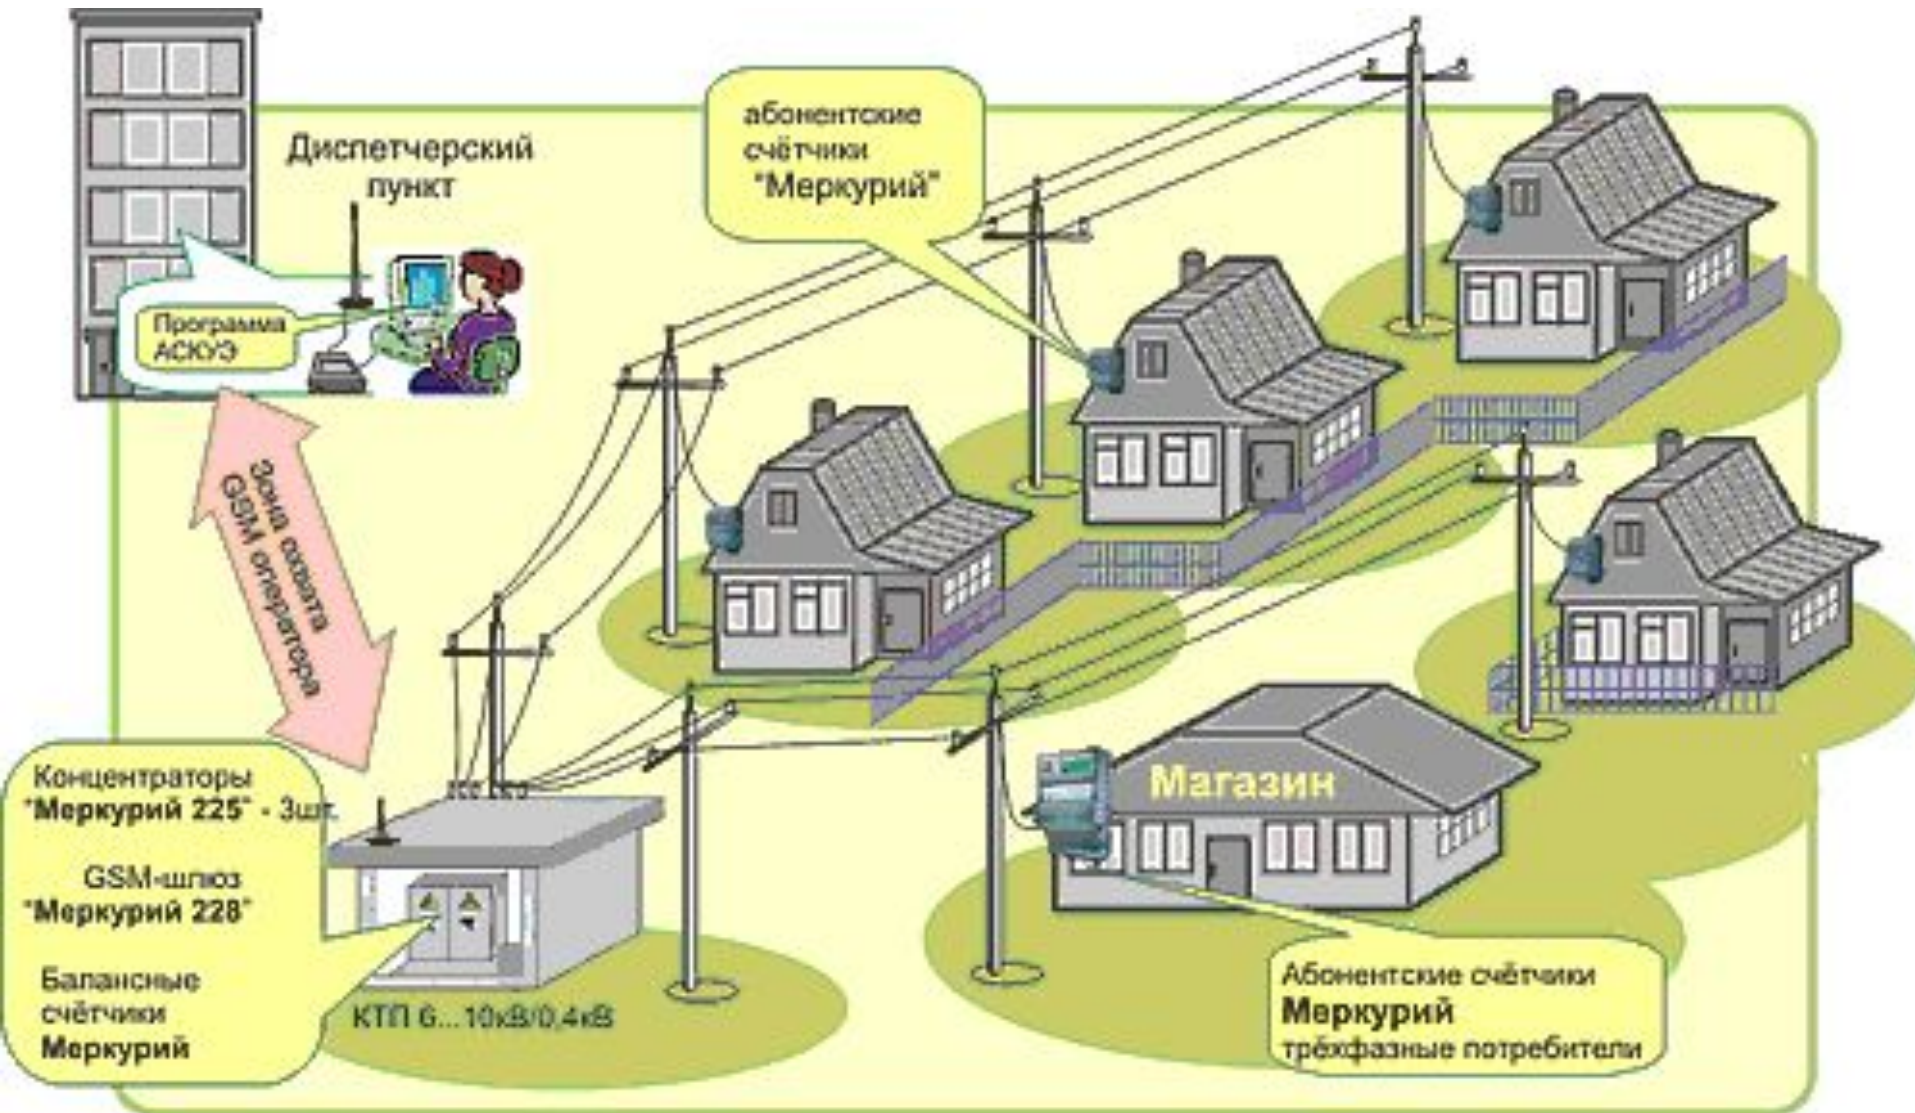 Диспетчерский
пункт
абонентские
счётчики
"Меркурий"
Программа
АСКУЭ
Зона охвата
GSM оператора
Концентраторы
"Меркурий 225" - 3шт.
GSM-шлюз
"Меркурий 228"
Балансные
счётчики
Меркурий
КТП 6...10кВ/0,4кВ
Магазин
Абонентские счётчики
Меркурий
трёхфазные потребители